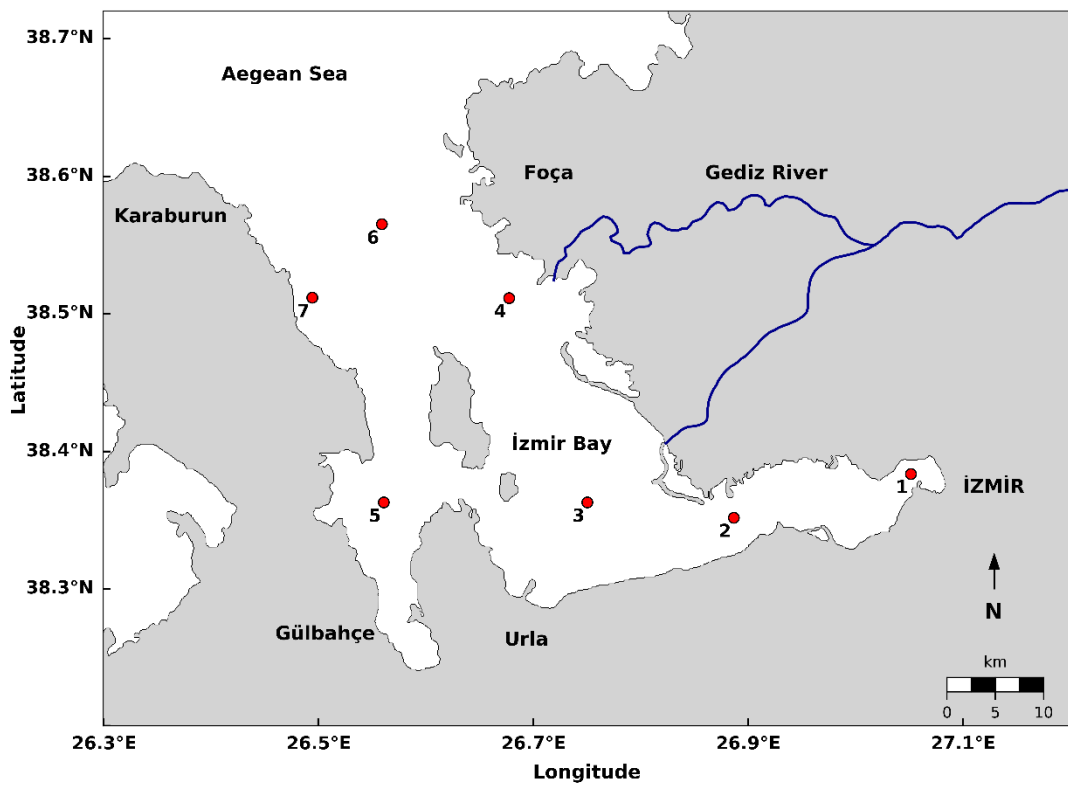 38.7°N
Aegean Sea
38.6°N
Foça
Gediz River
Karaburun
6
38.5°N
7
4
Latitude
38.4°N
İzmir Bay
1
İZMİR
5
3
2
38.3°N
N
Gülbahçe
Urla
km
0 5 10
26.3°E 26.5°E 26.7°E 26.9°E 27.1°E
Longitude